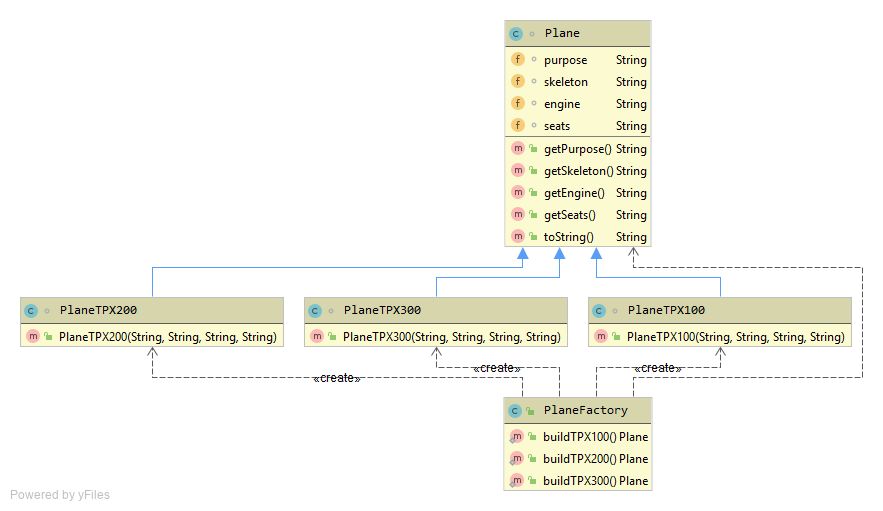 Plane
purpose String
skeleton String
engine String
seats String
getPurpose() String
getSkeleton() String
getEngine() String
getSeats() String
toString() String
PlaneTPX200
PlaneTPX200(String, String, String, String)
PlaneTPX300
PlaneTPX300(String, String, String, String)
PlaneTPX100
PlaneTPX100(String, String, String, String)
«create»
«create»
«create»
PlaneFactory
buildTPX100() Plane
buildTPX200() Plane
buildTPX300() Plane
Powered by yFiles